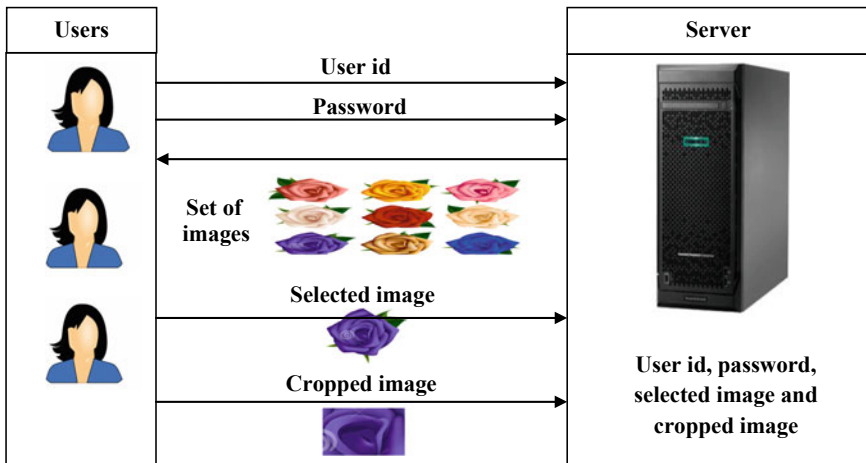 Users
Server
User id
Password
Set of
images
Selected image
Cropped image
User id, password,
selected image and
cropped image